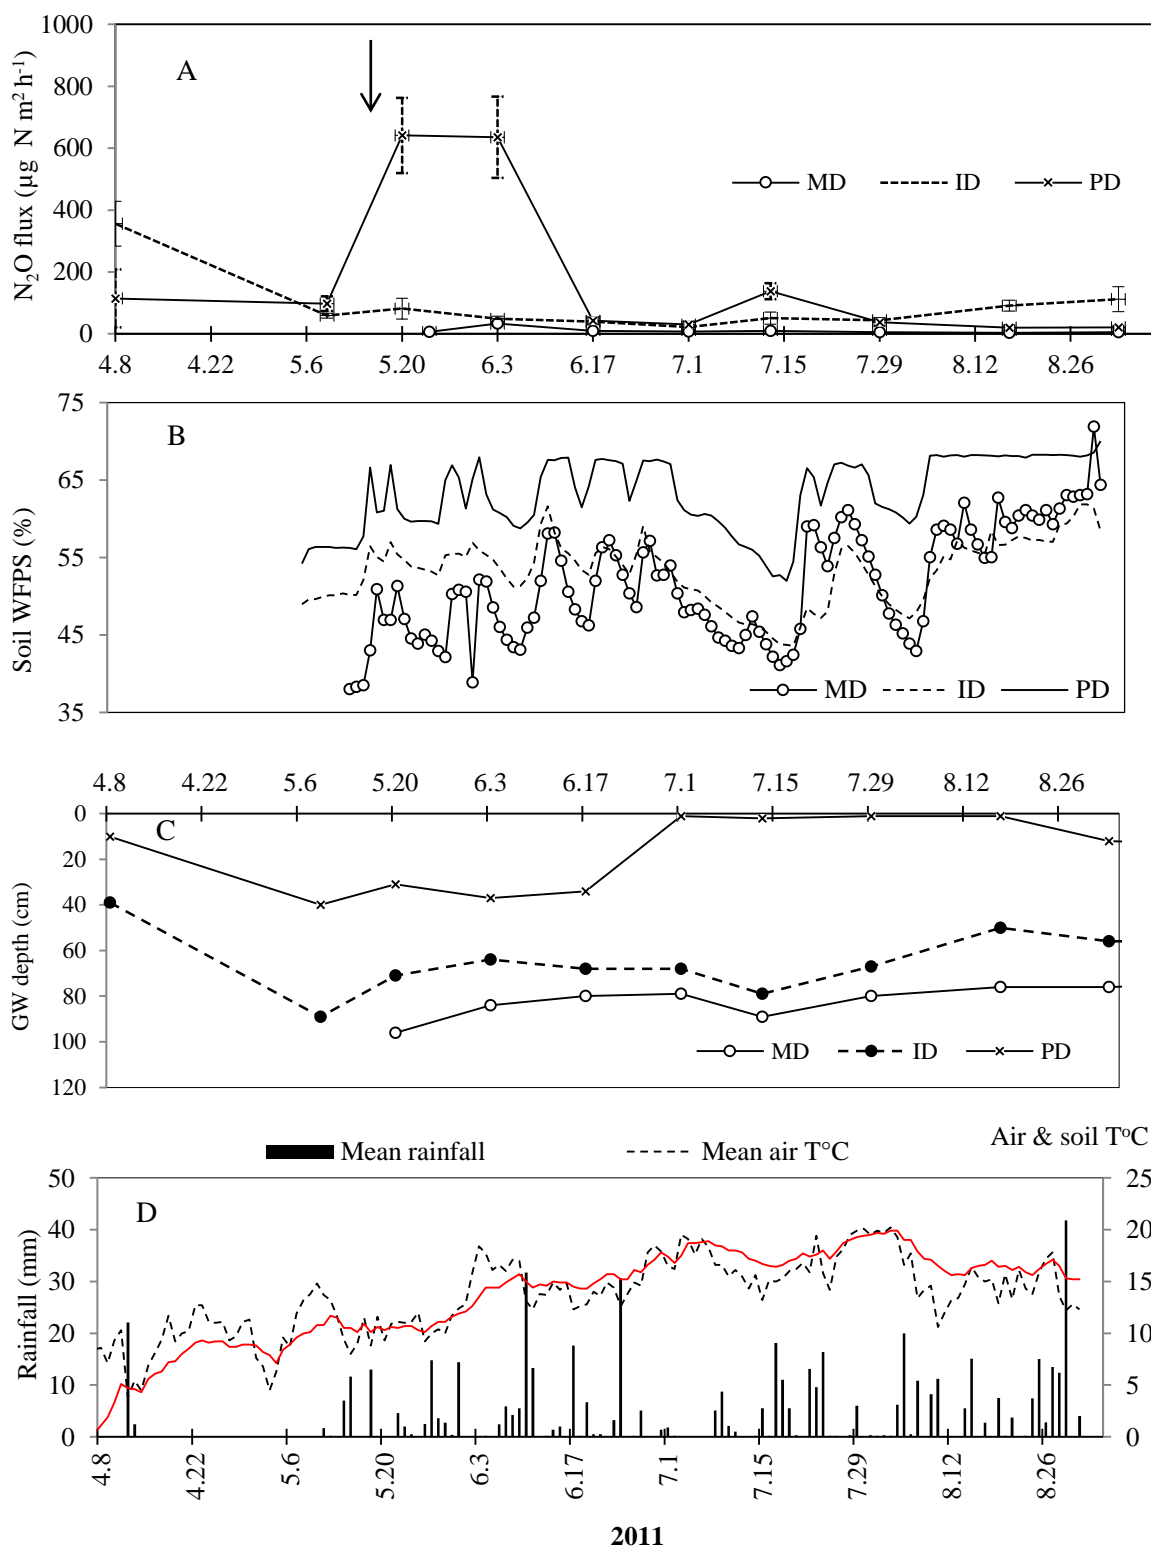 1000
A
800
600
400
200
0
N₂O flux (µg N m² h⁻¹)
MD ID PD
4.8 4.22 5.6 5.20 6.3 6.17 7.1 7.15 7.29 8.12 8.26
75
B
65
55
45
35
Soil WFPS (%)
MD ID PD
4.8 4.22 5.6 5.20 6.3 6.17 7.1 7.15 7.29 8.12 8.26
0
C
20
40
60
80
100
120
GW depth (cm)
MD ID PD
Air & soil T°C
Mean rainfall Mean air T°C
50 25
D
40 20
30 15
20 10
10 5
0 0
Rainfall (mm)
4.8 4.22 5.6 5.20 6.3 6.17 7.1 7.15 7.29 8.12 8.26
2011